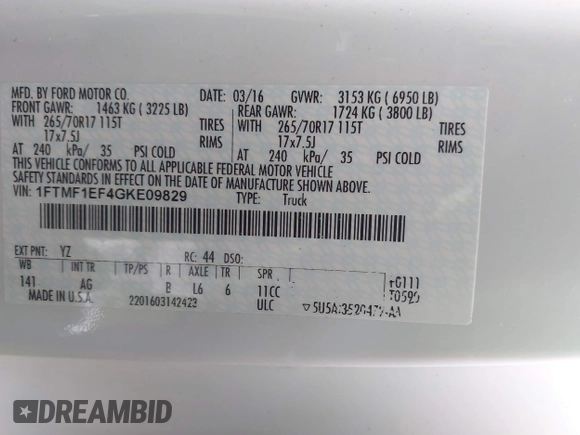 MFD. BY FORD MOTOR CO. DATE: 03/16 GVWR: 3153 KG ( 6950 LB)
FRONT GAWR: 1463 KG ( 3225 LB) REAR GAWR: 1724 KG ( 3800 LB)
WITH 265/70R17 115T TIRES WITH 265/70R17 115T TIRES
17x7.5J RIMS 17x7.5J RIMS
AT 240 kPa/ 35 PSI COLD AT 240 kPa/ 35 PSI COLD
THIS VEHICLE CONFORMS TO ALL APPLICABLE FEDERAL MOTOR VEHICLE
SAFETY STANDARDS IN EFFECT ON THE DATE OF MANUFACTURE SHOWN ABOVE.
VIN: 1FTMF1EF4GKE09829 TYPE: Truck
EXT PNT: YZ RC: 44 DSO:
WB INT TR TP/PS R AXLE TR SPR
141 AG B L6 6 11CC
MADE IN U.S.A. 2201603142423 ULC
DREAMBID